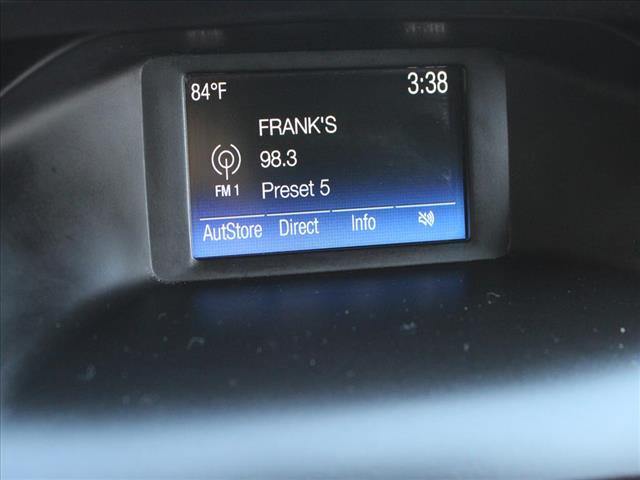 84°F 3:38
FRANK'S
98.3
FM 1 Preset 5
AutStore Direct Info